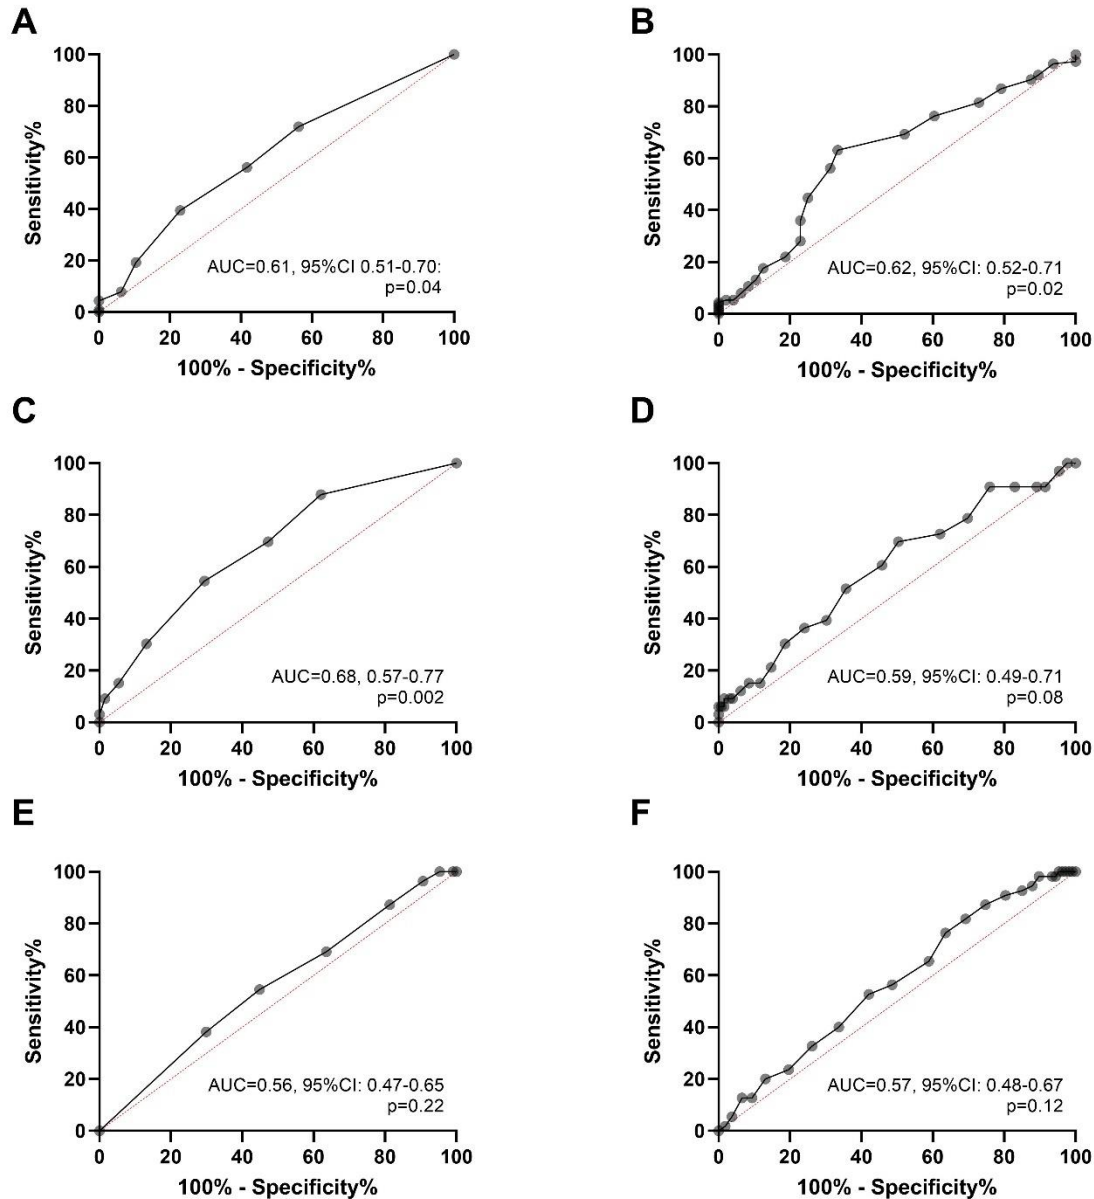 A
100
80
60
40
20
0
Sensitivity%
AUC=0.61, 95%CI 0.51-0.70:
p=0.04
0 20 40 60 80 100
100% - Specificity%
B
100
80
60
40
20
0
Sensitivity%
AUC=0.62, 95%CI: 0.52-0.71
p=0.02
0 20 40 60 80 100
100% - Specificity%
C
100
80
60
40
20
0
Sensitivity%
AUC=0.68, 0.57-0.77
p=0.002
0 20 40 60 80 100
100% - Specificity%
D
100
80
60
40
20
0
Sensitivity%
AUC=0.59, 95%CI: 0.49-0.71
p=0.08
0 20 40 60 80 100
100% - Specificity%
E
100
80
60
40
20
0
Sensitivity%
AUC=0.56, 95%CI: 0.47-0.65
p=0.22
0 20 40 60 80 100
100% - Specificity%
F
100
80
60
40
20
0
Sensitivity%
AUC=0.57, 95%CI: 0.48-0.67
p=0.12
0 20 40 60 80 100
100% - Specificity%